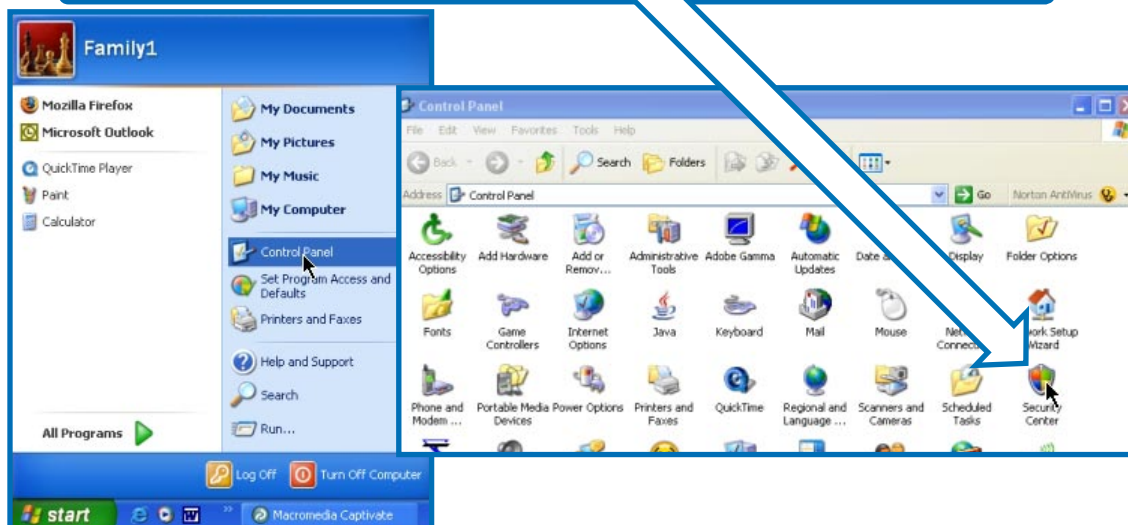 Family1
Mozilla Firefox
Microsoft Outlook
QuickTime Player
Paint
Calculator
All Programs
My Documents
My Pictures
My Music
My Computer
Control Panel
Set Program Access and
Defaults
Printers and Faxes
Help and Support
Search
Run...
Log Off Turn Off Computer
start W » Macromedia Captivate
Control Panel
File Edit View Favorites Tools Help
Back Search Folders
Address Control Panel Go Norton AntiVirus
Accessibility Options
Add Hardware
Add or Remov...
Administrative Tools
Adobe Gamma
Automatic Updates
Date
Display
Folder Options
Fonts
Game Controllers
Internet Options
Java
Keyboard
Mail
Mouse
Setup
Wizard
Phone and Modem ...
Portable Media Devices
Power Options
Printers and Faxes
QuickTime
Regional and Language ...
Scanners and Cameras
Scheduled Tasks
Security Center